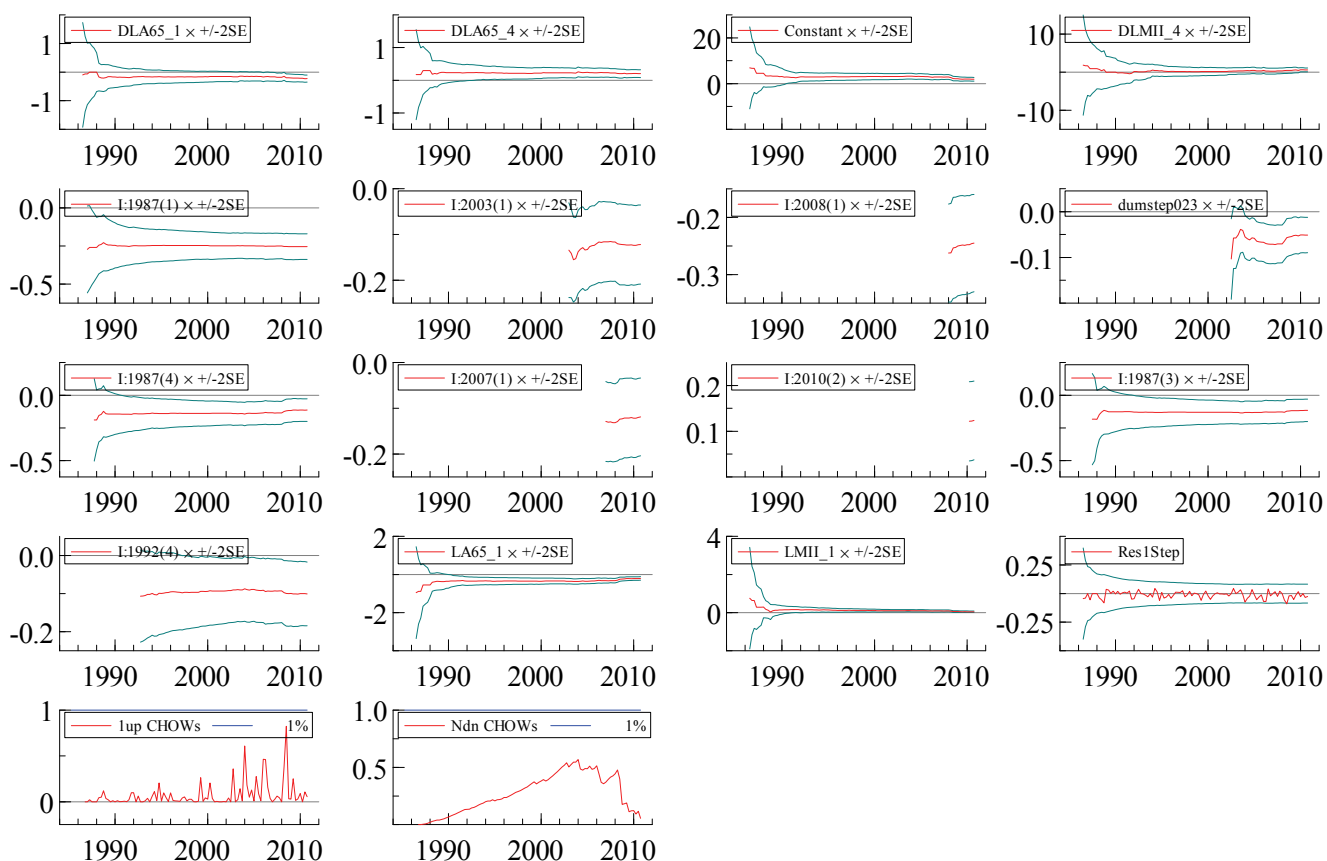 DLA65_1 × +/-2SE
DLA65_4 × +/-2SE
Constant × +/-2SE
DLMII_4 × +/-2SE
1
-1
1
0
-1
20
0
10
-10
1990 2000 2010
1990 2000 2010
1990 2000 2010
1990 2000 2010
I:1987(1) × +/-2SE
I:2003(1) × +/-2SE
I:2008(1) × +/-2SE
dumstep023 × +/-2SE
0.0
-0.5
0.0
-0.2
-0.2
-0.3
0.0
-0.1
1990 2000 2010
1990 2000 2010
1990 2000 2010
1990 2000 2010
I:1987(4) × +/-2SE
I:2007(1) × +/-2SE
I:2010(2) × +/-2SE
I:1987(3) × +/-2SE
0.0
-0.5
0.0
-0.2
0.2
0.1
0.0
-0.5
1990 2000 2010
1990 2000 2010
1990 2000 2010
1990 2000 2010
I:1992(4) × +/-2SE
LA65_1 × +/-2SE
LMII_1 × +/-2SE
Res1Step
0.0
-0.2
2
-2
4
0
0.25
-0.25
1990 2000 2010
1990 2000 2010
1990 2000 2010
1990 2000 2010
1up CHOWs 1%
Ndn CHOWs 1%
1
0
1.0
0.5
1990 2000 2010
1990 2000 2010